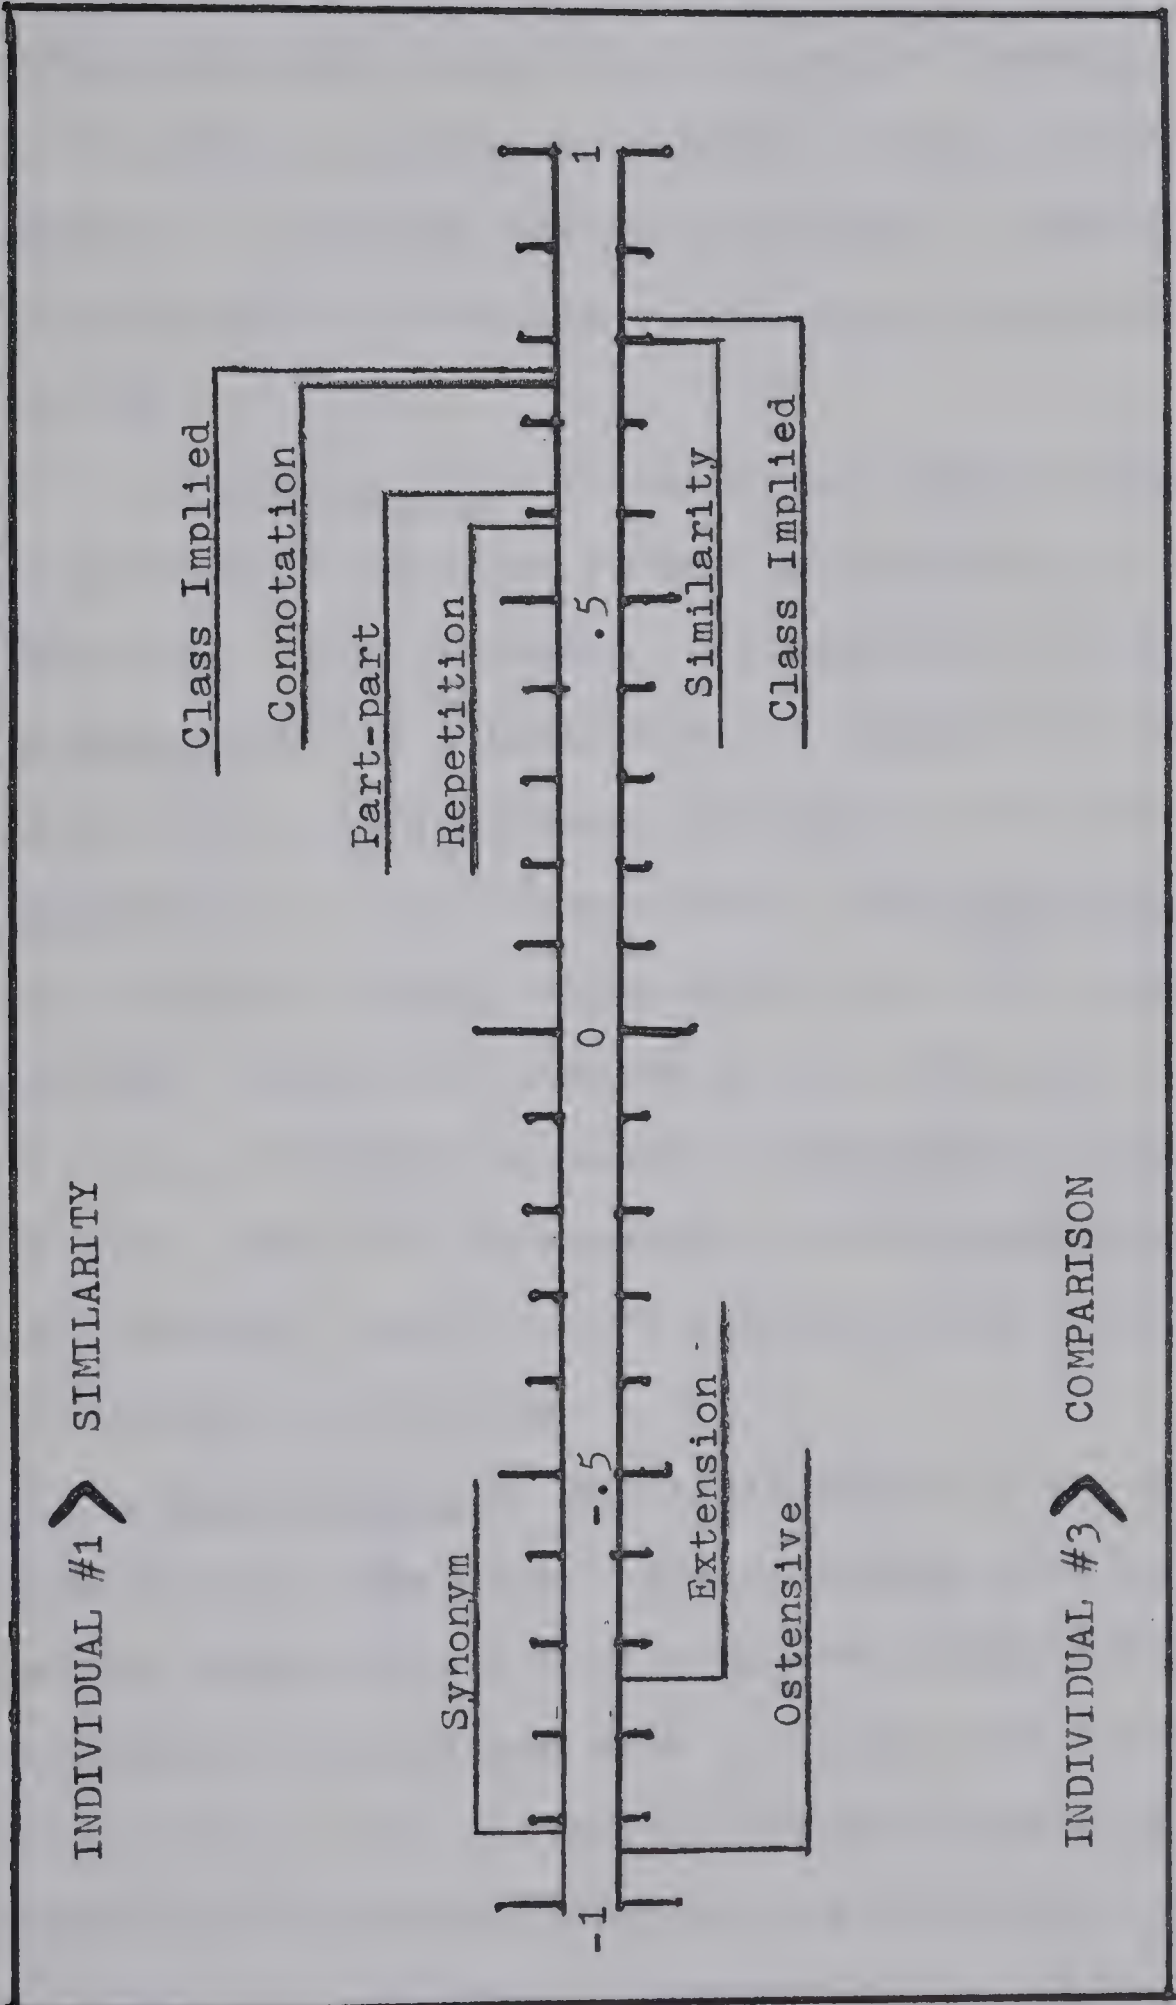 INDIVIDUAL #1 > SIMILARITY
Class Implied
Connotation
Part-part
Repetition
Synonym
-1 -.5 0 .5 1
Extension
Similarity
Ostensive
Class Implied
INDIVIDUAL #3 > COMPARISON